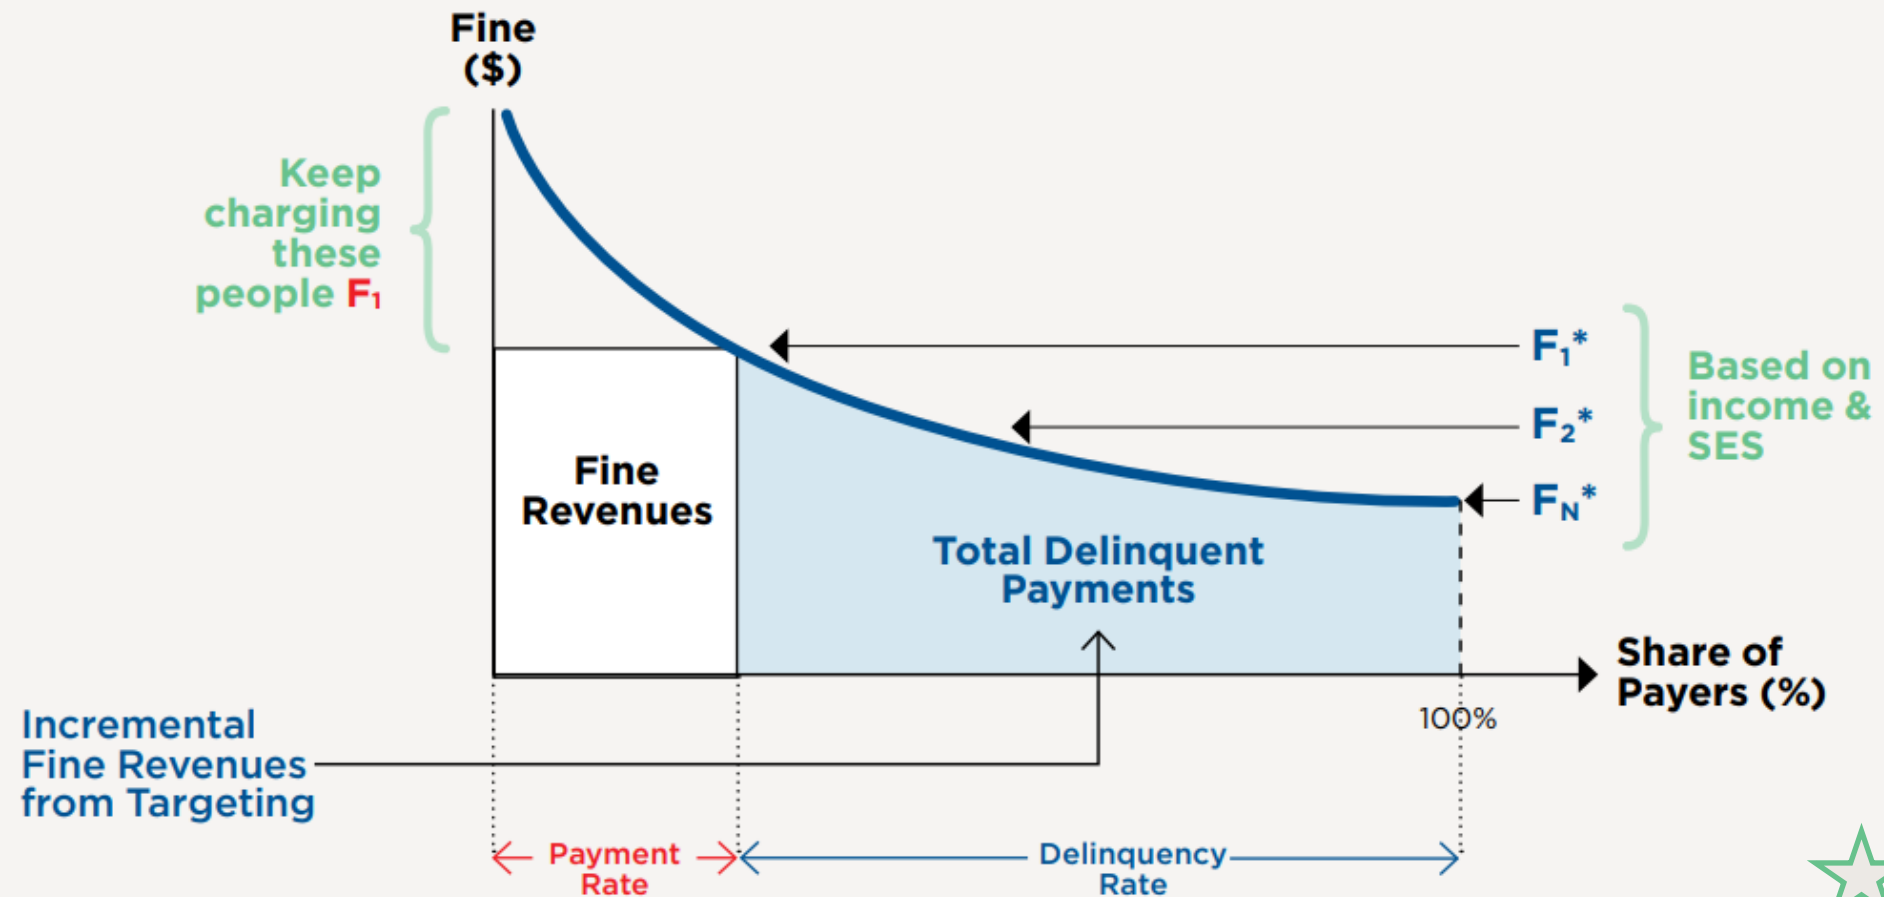 Fine
($)
Keep
charging
these
people F₁
F₁*
F₂*
Fɴ*
Based on
income &
SES
Fine
Revenues
Total Delinquent
Payments
Share of
Payers (%)
100%
Incremental
Fine Revenues
from Targeting
Payment
Rate
Delinquency
Rate